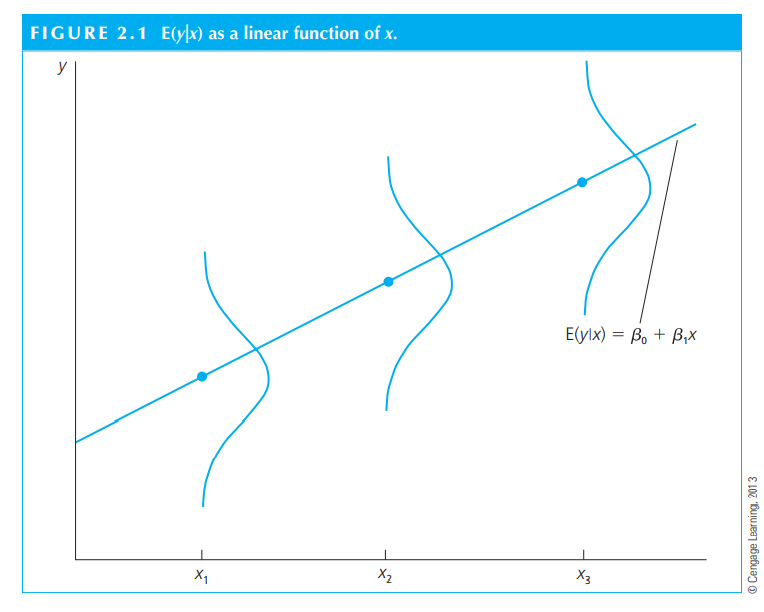 FIGURE 2.1 E(y|x) as a linear function of x.
y
E(y|x) = β₀ + β₁x
x₁
x₂
x₃
© Cengage Learning, 2013